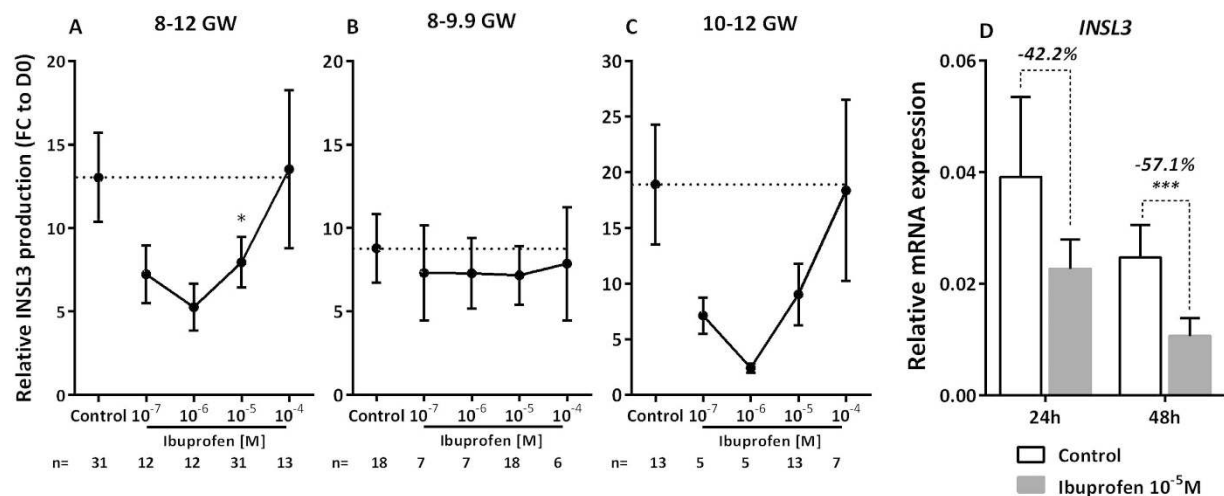 A 8-12 GW
Relative INSL3 production (FC to D0)
20
15
10
5
0
*
Control 10⁻⁷ 10⁻⁶ 10⁻⁵ 10⁻⁴
Ibuprofen [M]
n= 31 12 12 31 13
B 8-9.9 GW
20
15
10
5
0
Control 10⁻⁷ 10⁻⁶ 10⁻⁵ 10⁻⁴
Ibuprofen [M]
n= 18 7 7 18 6
C 10-12 GW
30
25
20
15
10
5
0
Control 10⁻⁷ 10⁻⁶ 10⁻⁵ 10⁻⁴
Ibuprofen [M]
n= 13 5 5 13 7
D INSL3
Relative mRNA expression
0.06
0.04
0.02
0.00
-42.2%
-57.1%
***
24h 48h
Control
Ibuprofen 10⁻⁵M